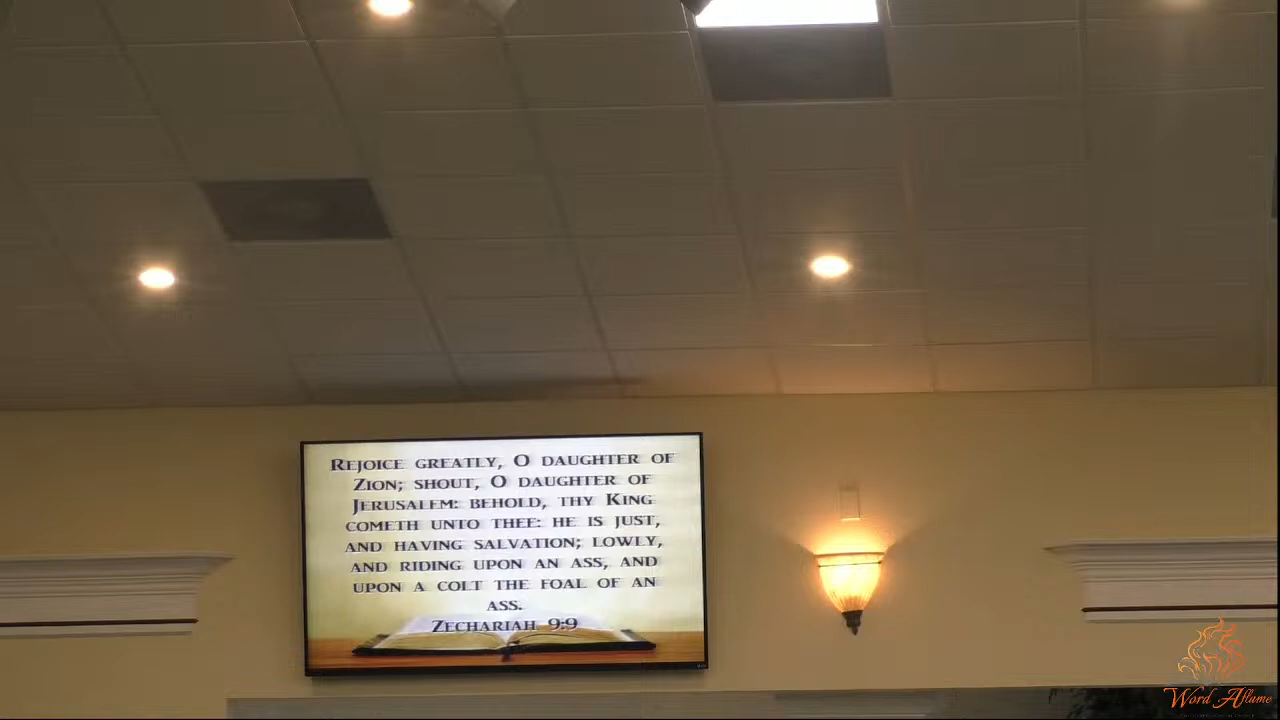 Rejoice greatly, O daughter of
Zion; shout, O daughter of
Jerusalem: behold, thy King
cometh unto thee: he is just,
and having salvation; lowly,
and riding upon an ass, and
upon a colt the foal of an
ass.
Zechariah 9:9
Word Aflame